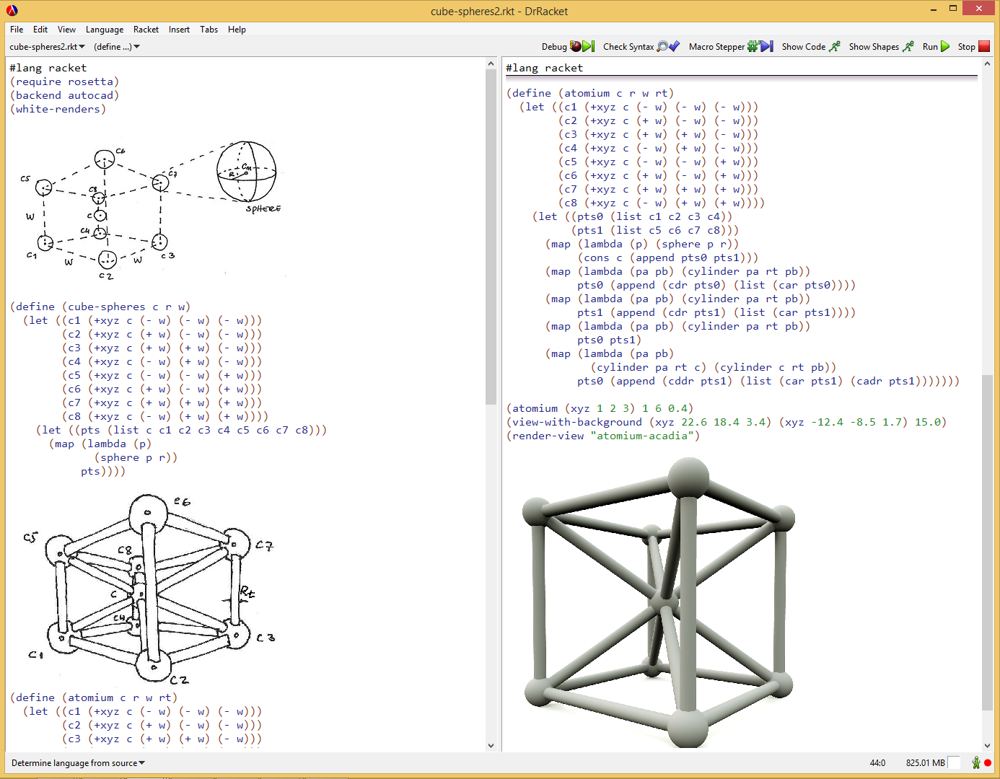 cube-spheres2.rkt - DrRacket
File Edit View Language Racket Insert Tabs Help
cube-spheres2.rkt (define ...) Debug Check Syntax Macro Stepper Show Code Show Shapes Run Stop
#lang racket
(require rosetta)
(backend autocad)
(white-renders)
C6
C5
C7
C8
Cm
R
W
C
SPHERE
C4
C1
W
W
C3
C2
(define (cube-spheres c r w)
(let ((c1 (+xyz c (- w) (- w) (- w)))
(c2 (+xyz c (+ w) (- w) (- w)))
(c3 (+xyz c (+ w) (+ w) (- w)))
(c4 (+xyz c (- w) (+ w) (- w)))
(c5 (+xyz c (- w) (- w) (+ w)))
(c6 (+xyz c (+ w) (- w) (+ w)))
(c7 (+xyz c (+ w) (+ w) (+ w)))
(c8 (+xyz c (- w) (+ w) (+ w))))
(let ((pts (list c c1 c2 c3 c4 c5 c6 c7 c8)))
(map (lambda (p)
(sphere p r))
pts))))
C6
C5
C7
C8
C
Rt
C4
C3
C1
C2
(define (atomium c r w rt)
(let ((c1 (+xyz c (- w) (- w) (- w)))
(c2 (+xyz c (+ w) (- w) (- w)))
(c3 (+xyz c (+ w) (+ w) (- w)))
#lang racket
(define (atomium c r w rt)
(let ((c1 (+xyz c (- w) (- w) (- w)))
(c2 (+xyz c (+ w) (- w) (- w)))
(c3 (+xyz c (+ w) (+ w) (- w)))
(c4 (+xyz c (- w) (+ w) (- w)))
(c5 (+xyz c (- w) (- w) (+ w)))
(c6 (+xyz c (+ w) (- w) (+ w)))
(c7 (+xyz c (+ w) (+ w) (+ w)))
(c8 (+xyz c (- w) (+ w) (+ w))))
(let ((pts0 (list c1 c2 c3 c4))
(pts1 (list c5 c6 c7 c8)))
(map (lambda (p) (sphere p r))
(cons c (append pts0 pts1)))
(map (lambda (pa pb) (cylinder pa rt pb))
pts0 (append (cdr pts0) (list (car pts0))))
(map (lambda (pa pb) (cylinder pa rt pb))
pts1 (append (cdr pts1) (list (car pts1))))
(map (lambda (pa pb) (cylinder pa rt pb))
pts0 pts1)
(map (lambda (pa pb)
(cylinder pa rt c) (cylinder c rt pb))
pts0 (append (cddr pts1) (list (car pts1) (cadr pts1)))))))
(atomium (xyz 1 2 3) 1 6 0.4)
(view-with-background (xyz 22.6 18.4 3.4) (xyz -12.4 -8.5 1.7) 15.0)
(render-view "atomium-acadia")
Determine language from source 44:0 825.01 MB